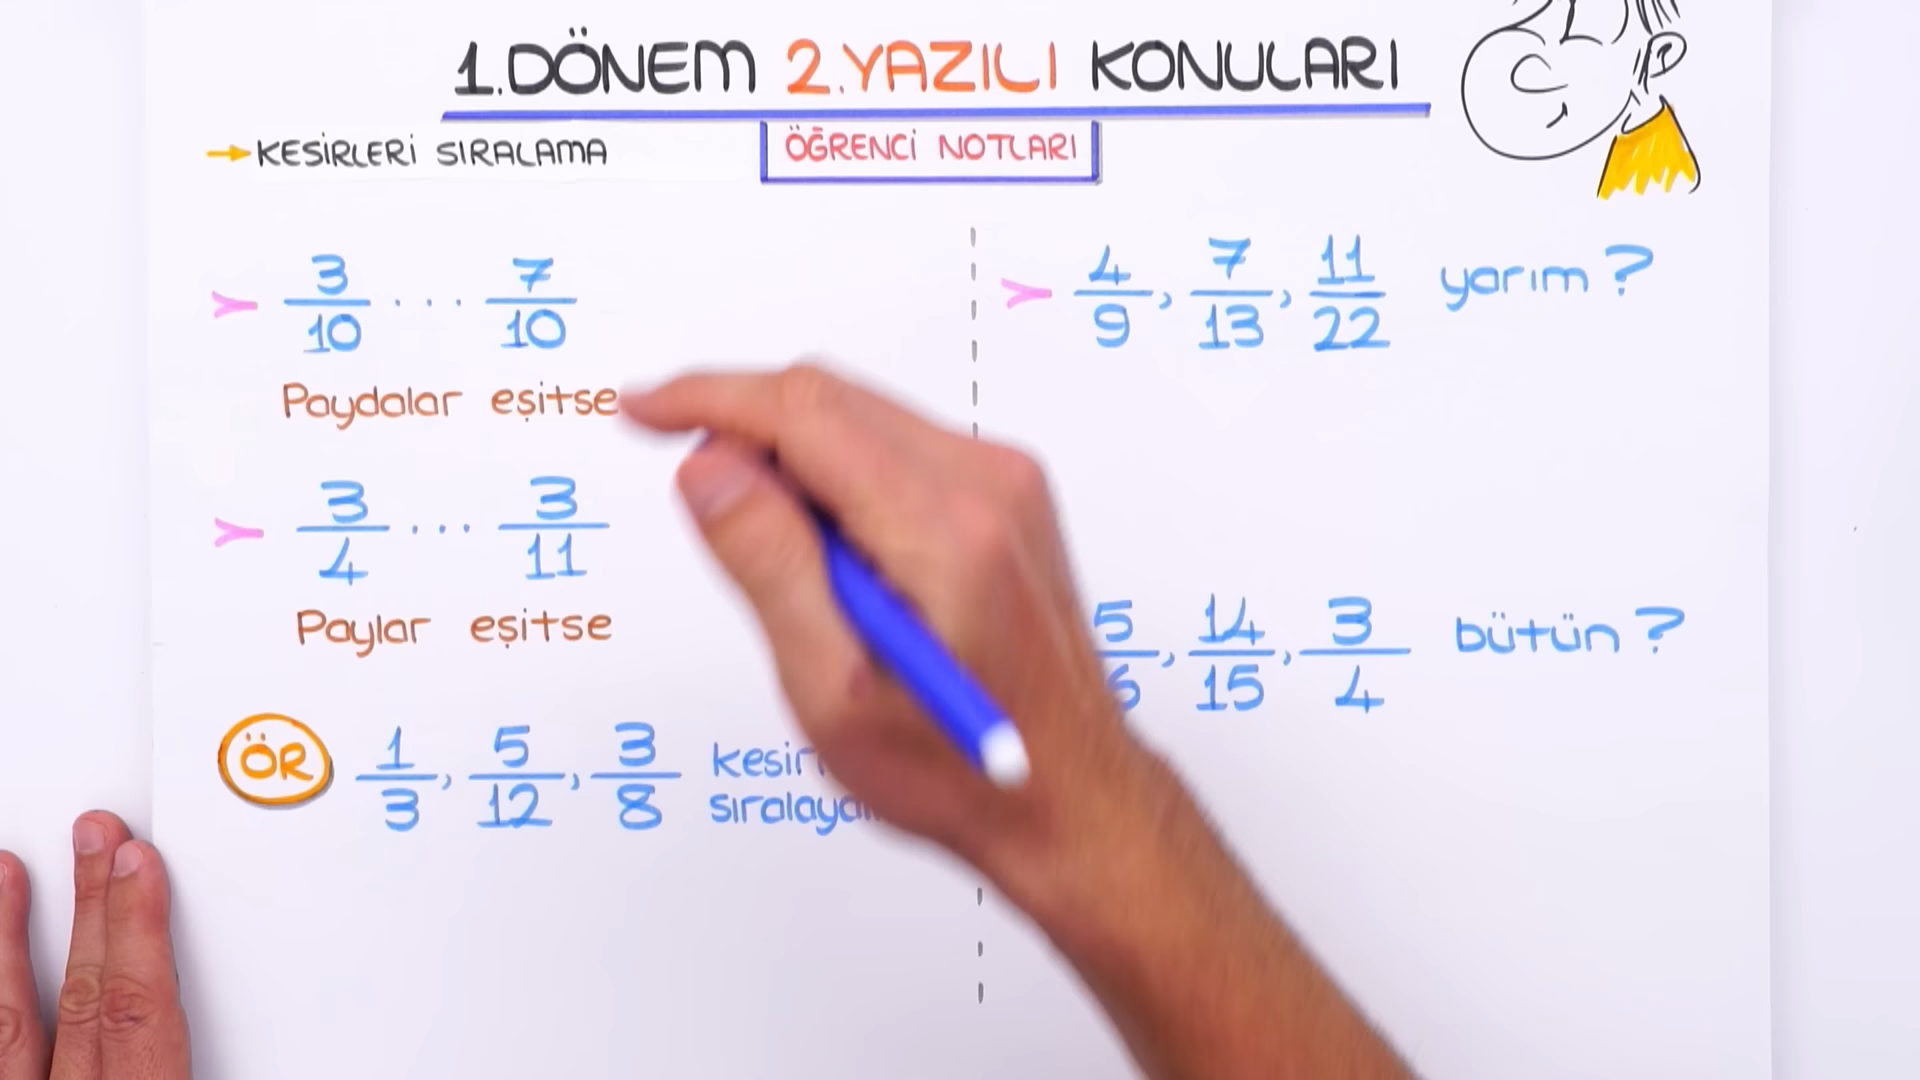 1.DÖNEM 2.YAZILI KONULARI
→KESİRLERİ SIRALAMA
ÖĞRENCİ NOTLARI
3/10 ... 7/10
Paydalar eşitse
3/4 ... 3/11
Paylar eşitse
ÖR 1/3, 5/12, 3/8
4/9, 7/13, 11/22 yarım?
14/15, 3/4 bütün?